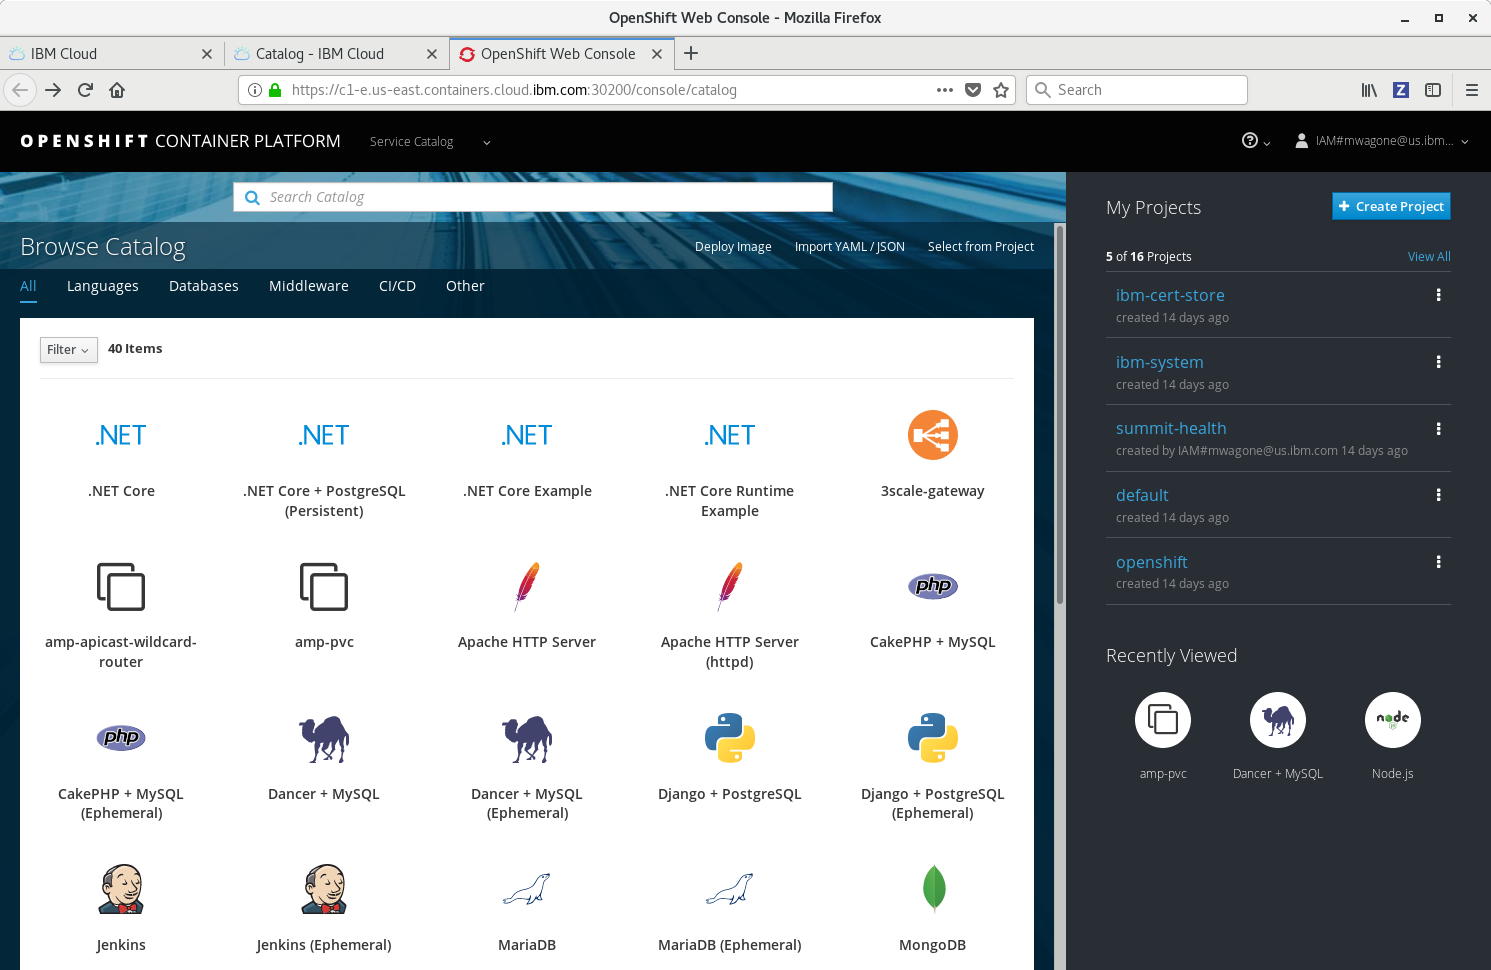 OpenShift Web Console - Mozilla Firefox
IBM Cloud
Catalog - IBM Cloud
OpenShift Web Console
https://c1-e.us-east.containers.cloud.ibm.com:30200/console/catalog
Search
Z
OPENSHIFT CONTAINER PLATFORM
Service Catalog
IAM#mwagone@us.ibm...
Search Catalog
Browse Catalog
Deploy Image
Import YAML / JSON
Select from Project
All
Languages
Databases
Middleware
CI/CD
Other
Filter
40 Items
.NET
.NET
.NET
.NET
.NET Core
.NET Core + PostgreSQL
(Persistent)
.NET Core Example
.NET Core Runtime
Example
3scale-gateway
php
amp-apicast-wildcard-
router
amp-pvc
Apache HTTP Server
Apache HTTP Server
(httpd)
CakePHP + MySQL
php
CakePHP + MySQL
(Ephemeral)
Dancer + MySQL
Dancer + MySQL
(Ephemeral)
Django + PostgreSQL
Django + PostgreSQL
(Ephemeral)
Jenkins
Jenkins (Ephemeral)
MariaDB
MariaDB (Ephemeral)
MongoDB
My Projects
Create Project
5 of 16 Projects
View All
ibm-cert-store
created 14 days ago
ibm-system
created 14 days ago
summit-health
created by IAM#mwagone@us.ibm.com 14 days ago
default
created 14 days ago
openshift
created 14 days ago
Recently Viewed
node
amp-pvc
Dancer + MySQL
Node.js